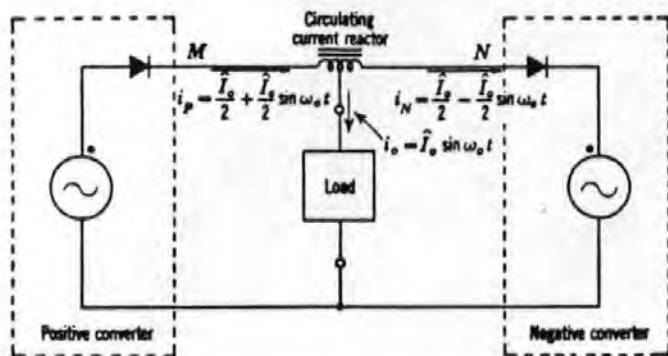 Circulating
current reactor
M
N
i_P = Î_o/2 + Î_o/2 sin ω_o t
i_N = Î_o/2 − Î_o/2 sin ω_o t
i_o = Î_o sin ω_o t
Load
Positive converter
Negative converter